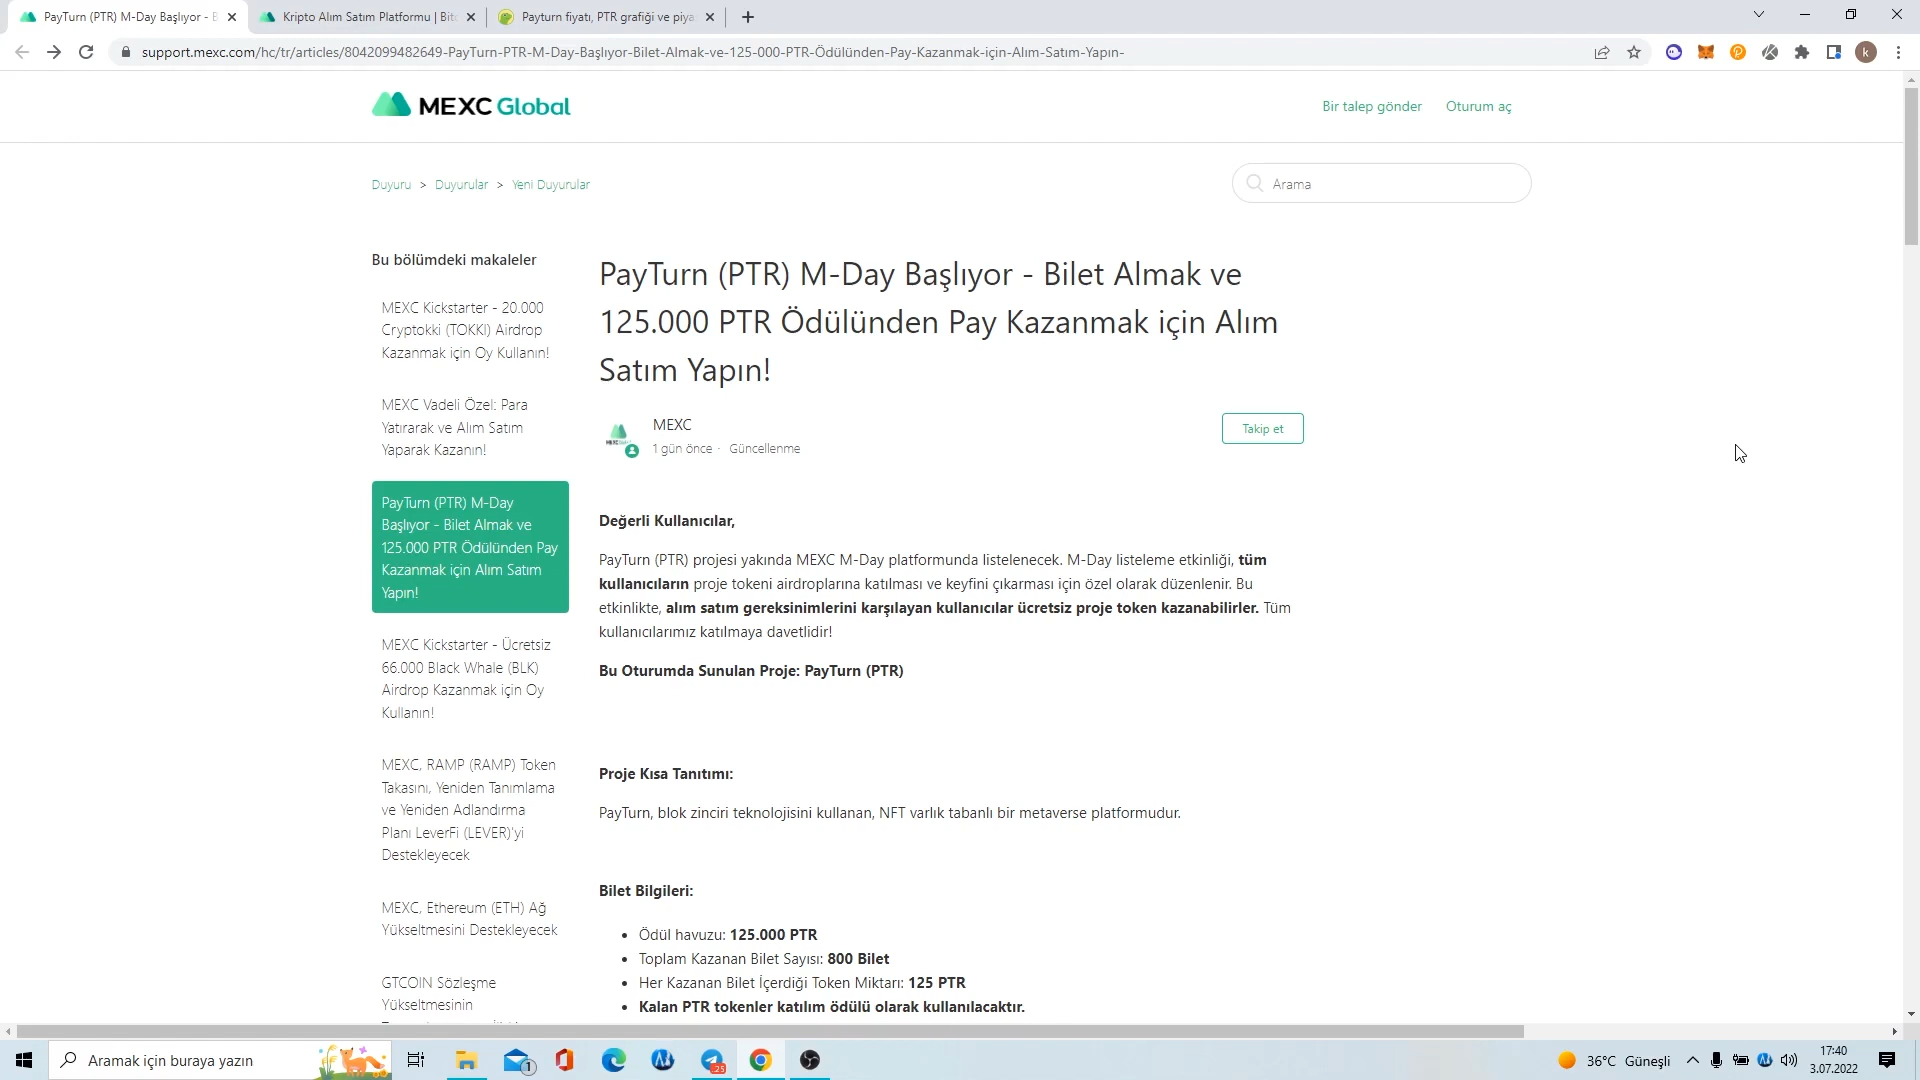 PayTurn (PTR) M-Day Başlıyor - B
Kripto Alım Satım Platformu | Bitc
Payturn fiyatı, PTR grafiği ve piya
support.mexc.com/hc/tr/articles/8042099482649-PayTurn-PTR-M-Day-Başlıyor-Bilet-Almak-ve-125-000-PTR-Ödülünden-Pay-Kazanmak-için-Alım-Satım-Yapın-
k
MEXC Global
Bir talep gönder
Oturum aç
Duyuru > Duyurular > Yeni Duyurular
Arama
Bu bölümdeki makaleler
MEXC Kickstarter - 20.000
Cryptokki (TOKKI) Airdrop
Kazanmak için Oy Kullanın!
MEXC Vadeli Özel: Para
Yatırarak ve Alım Satım
Yaparak Kazanın!
PayTurn (PTR) M-Day
Başlıyor - Bilet Almak ve
125.000 PTR Ödülünden Pay
Kazanmak için Alım Satım
Yapın!
MEXC Kickstarter - Ücretsiz
66.000 Black Whale (BLK)
Airdrop Kazanmak için Oy
Kullanın!
MEXC, RAMP (RAMP) Token
Takasını, Yeniden Tanımlama
ve Yeniden Adlandırma
Planı LeverFi (LEVER)'yi
Destekleyecek
MEXC, Ethereum (ETH) Ağ
Yükseltmesini Destekleyecek
GTCOIN Sözleşme
Yükseltmesinin
PayTurn (PTR) M-Day Başlıyor - Bilet Almak ve
125.000 PTR Ödülünden Pay Kazanmak için Alım
Satım Yapın!
MEXC
1 gün önce · Güncellenme
Takip et
Değerli Kullanıcılar,
PayTurn (PTR) projesi yakında MEXC M-Day platformunda listelenecek. M-Day listeleme etkinliği, tüm
kullanıcıların proje tokeni airdroplarına katılması ve keyfini çıkarması için özel olarak düzenlenir. Bu
etkinlikte, alım satım gereksinimlerini karşılayan kullanıcılar ücretsiz proje token kazanabilirler. Tüm
kullanıcılarımız katılmaya davetlidir!
Bu Oturumda Sunulan Proje: PayTurn (PTR)
Proje Kısa Tanıtımı:
PayTurn, blok zinciri teknolojisini kullanan, NFT varlık tabanlı bir metaverse platformudur.
Bilet Bilgileri:
• Ödül havuzu: 125.000 PTR
• Toplam Kazanan Bilet Sayısı: 800 Bilet
• Her Kazanan Bilet İçerdiği Token Miktarı: 125 PTR
• Kalan PTR tokenler katılım ödülü olarak kullanılacaktır.
Aramak için buraya yazın
1
25
36°C Güneşli
17:40
3.07.2022